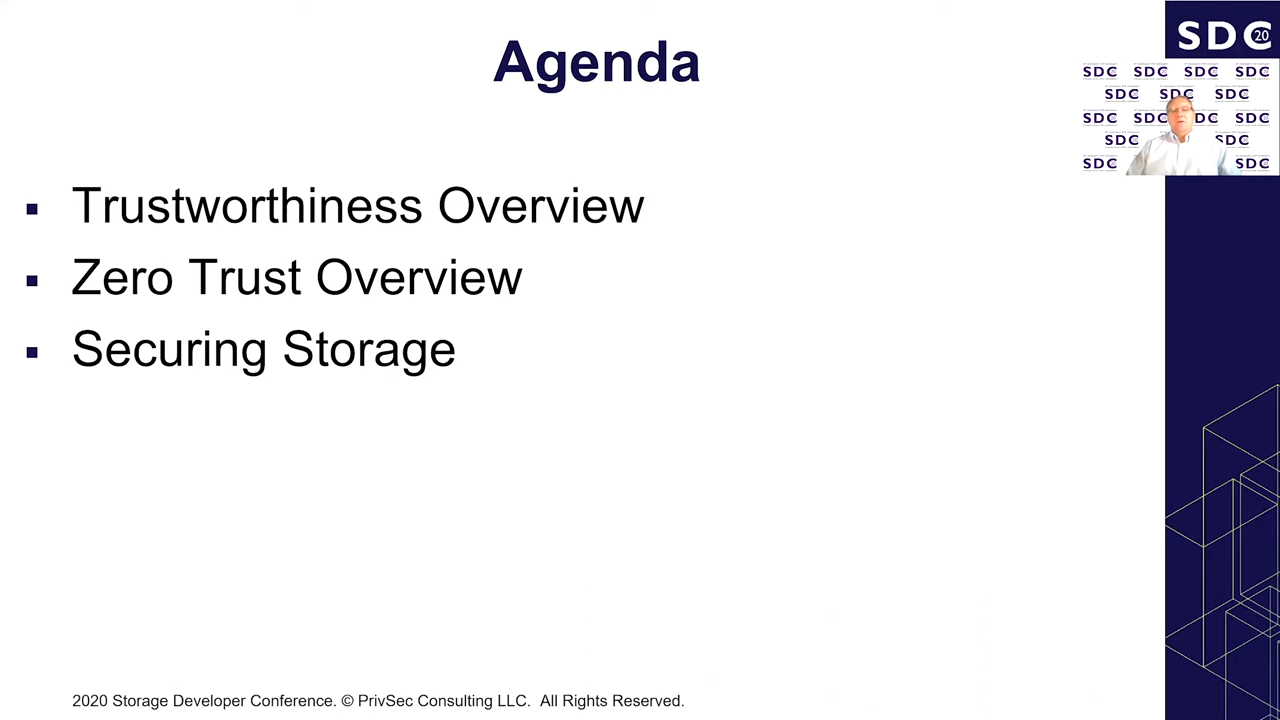 Agenda
SDC 20
SDC SDC SDC SDC
SDC SDC SDC
SDC SDC DC SDC
SDC SDC
SDC SDC
▪ Trustworthiness Overview
▪ Zero Trust Overview
▪ Securing Storage
2020 Storage Developer Conference. © PrivSec Consulting LLC. All Rights Reserved.